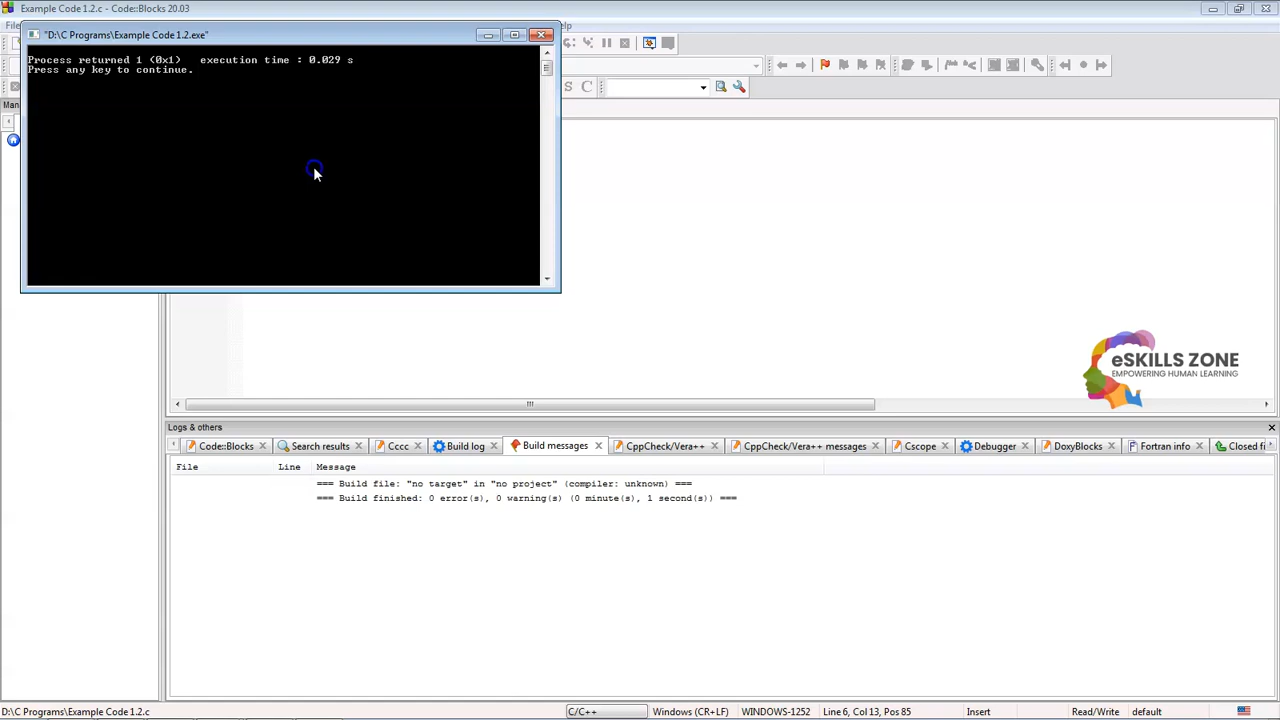 Example Code 1.2.c - Code::Blocks 20.03
"D:\C Programs\Example Code 1.2.exe"
Process returned 1 (0x1)   execution time : 0.029 s
Press any key to continue.
S C
eSKILLS ZONE
EMPOWERING HUMAN LEARNING
Logs & others
Code::Blocks
Search results
Cccc
Build log
Build messages
CppCheck/Vera++
CppCheck/Vera++ messages
Cscope
Debugger
DoxyBlocks
Fortran info
File
Line
Message
=== Build file: "no target" in "no project" (compiler: unknown) ===
=== Build finished: 0 error(s), 0 warning(s) (0 minute(s), 1 second(s)) ===
D:\C Programs\Example Code 1.2.c
C/C++
Windows (CR+LF)
WINDOWS-1252
Line 6, Col 13, Pos 85
Insert
Read/Write
default